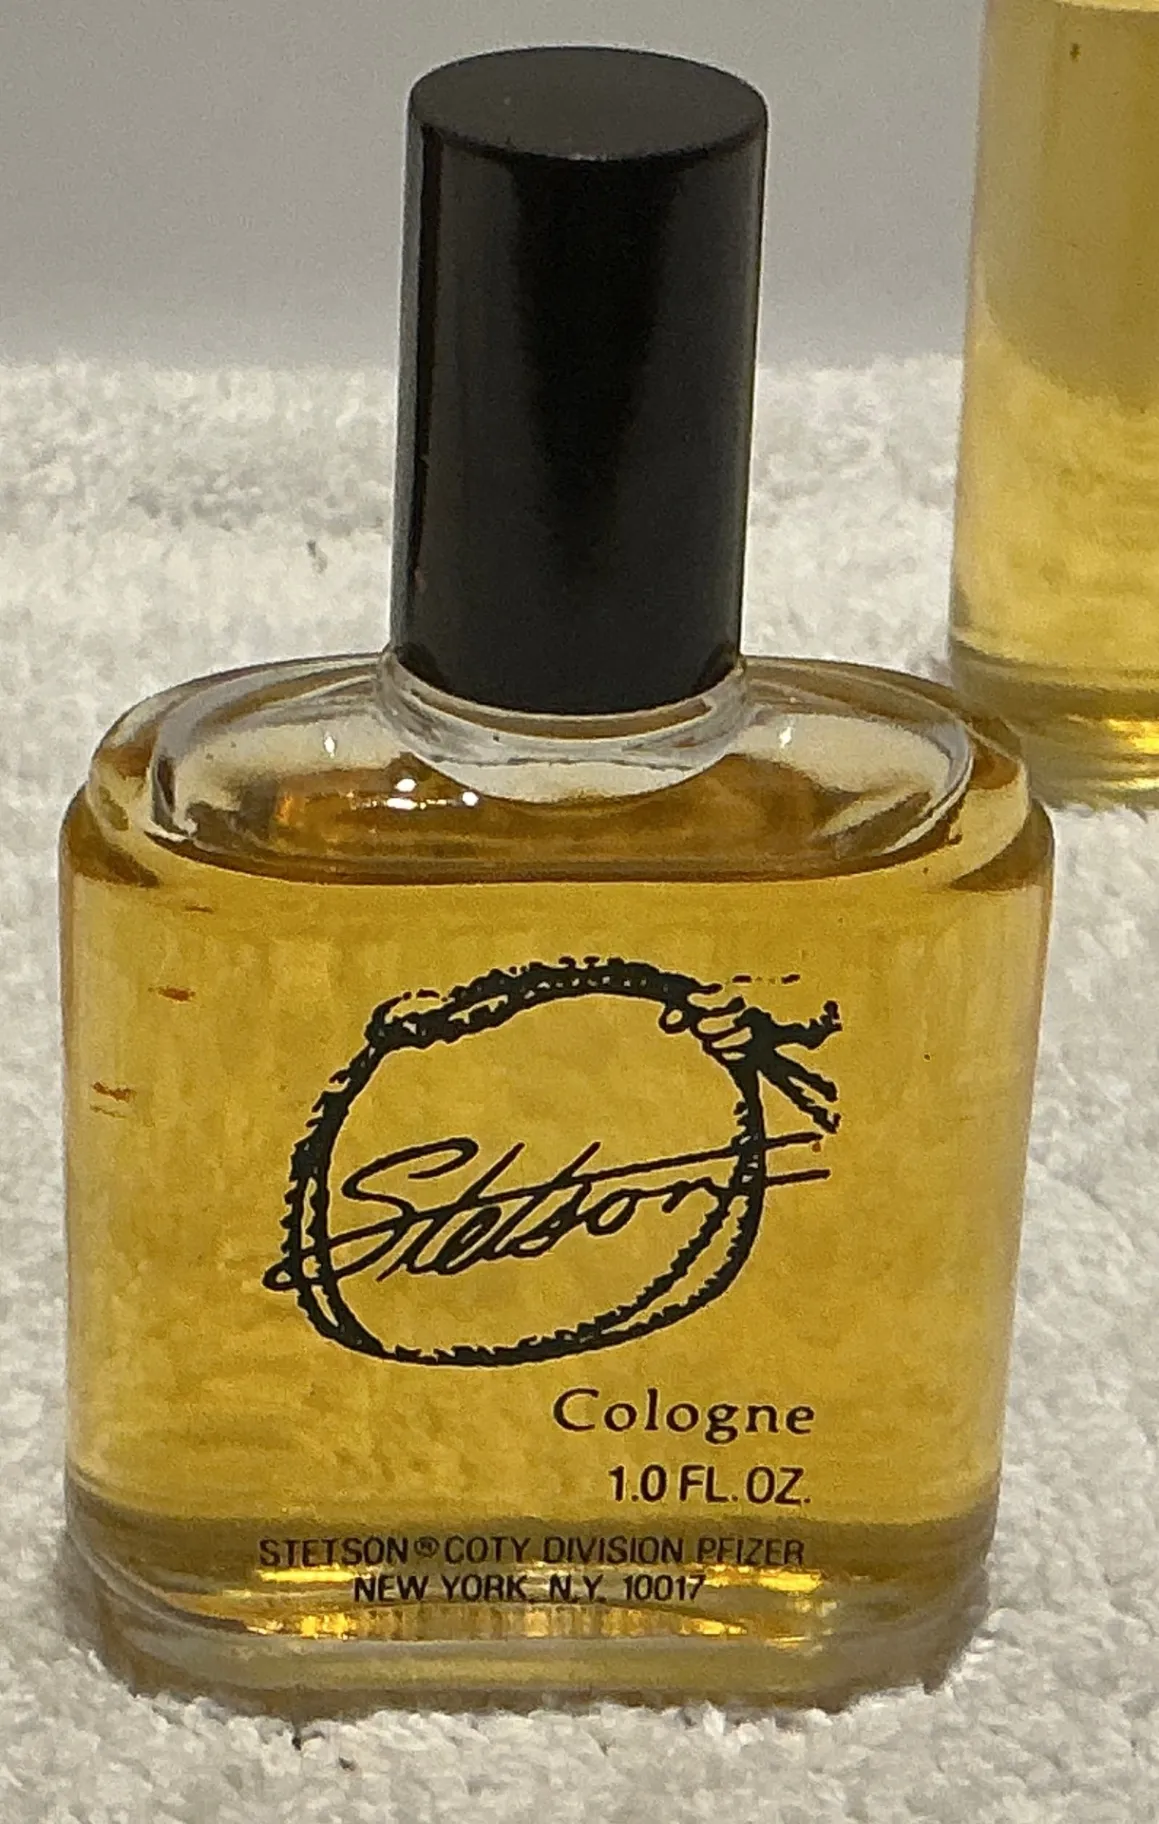 Stetson
Cologne
1.0 FL. OZ.
STETSON® COTY DIVISION PFIZER
NEW YORK, N.Y. 10017